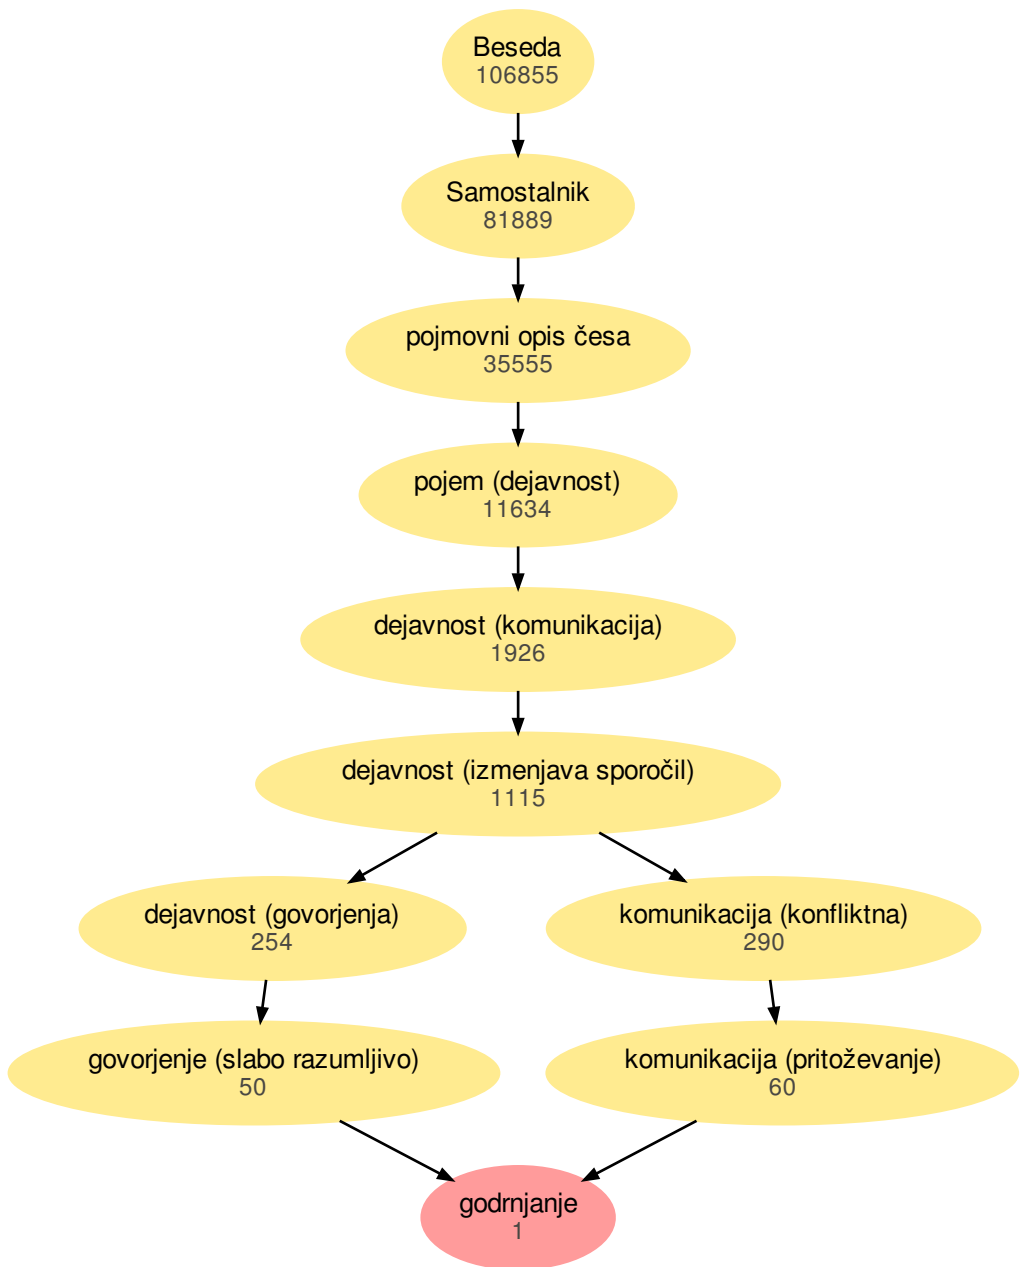 Beseda
106855
Samostalnik
81889
pojmovni opis česa
35555
pojem (dejavnost)
11634
dejavnost (komunikacija)
1926
dejavnost (izmenjava sporočil)
1115
dejavnost (govorjenja)
254
komunikacija (konfliktna)
290
govorjenje (slabo razumljivo)
50
komunikacija (pritoževanje)
60
godrnjanje
1